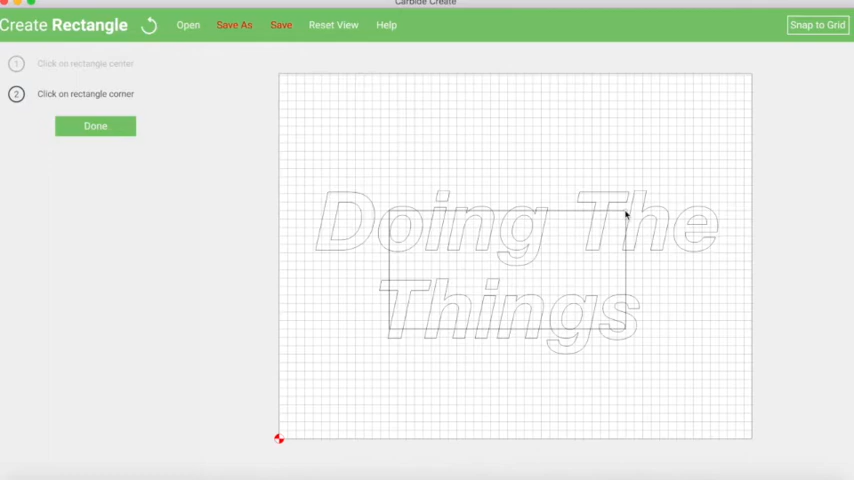 Carbide Create
Create Rectangle
Open
Save As
Save
Reset View
Help
Snap to Grid
1 Click on rectangle center
2 Click on rectangle corner
Done
Doing The
Things